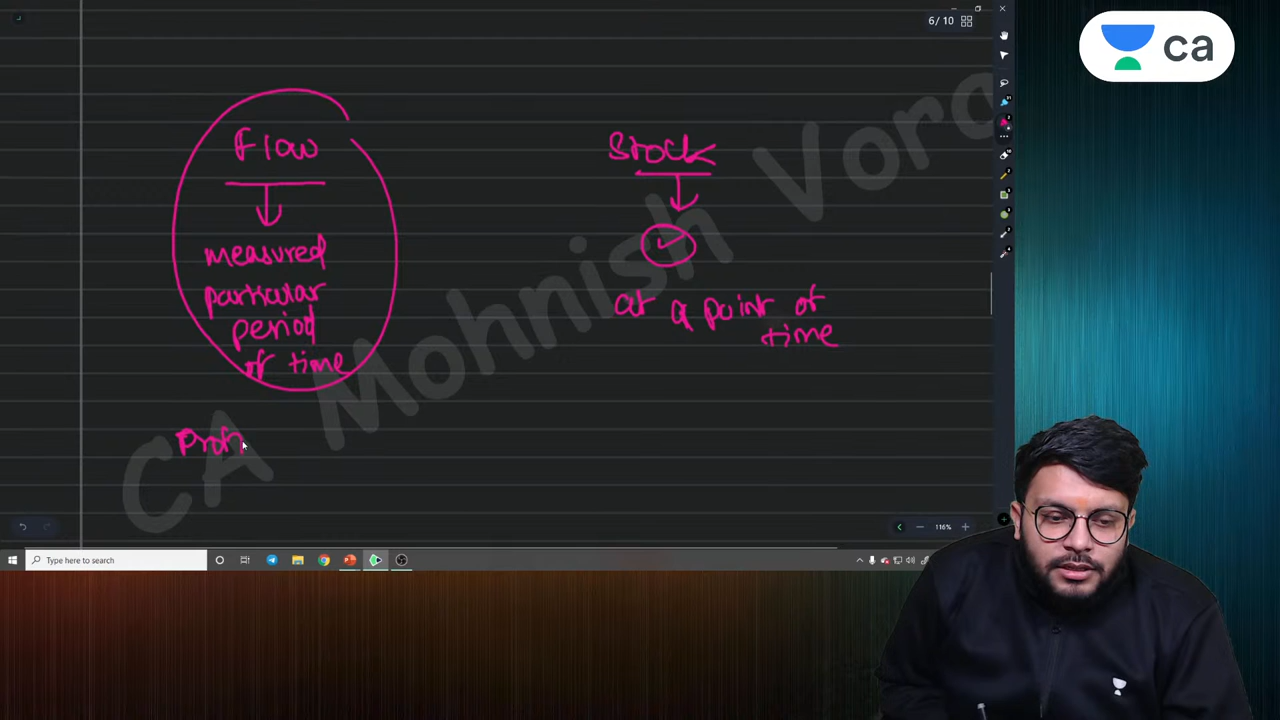 6/10
ca
Flow
measured
particular
period
of time
Stock
at a point of
time
Profi
CA Mohnish Vora
116%
Type here to search